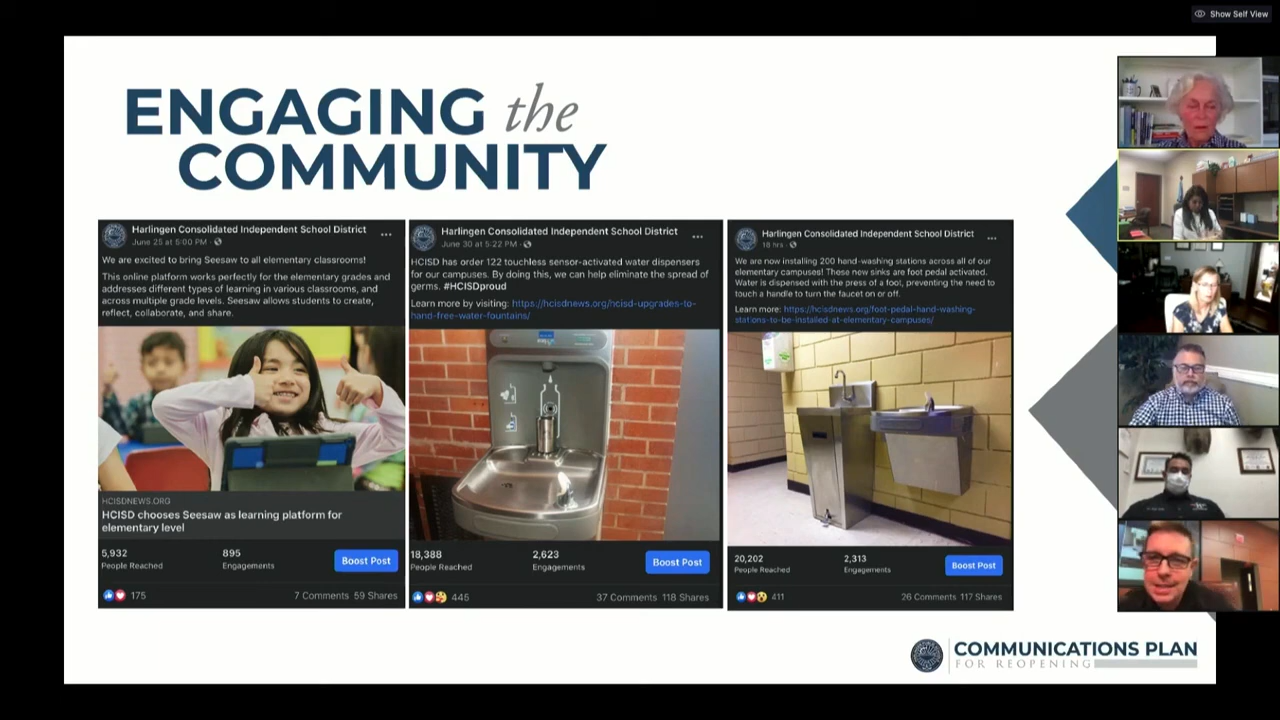 Show Self View
ENGAGING the
COMMUNITY
Harlingen Consolidated Independent School District
June 25 at 5:00 PM ·
We are excited to bring Seesaw to all elementary classrooms!
This online platform works perfectly for the elementary grades and
addresses different types of learning in various classrooms, and
across multiple grade levels. Seesaw allows students to create,
reflect, collaborate, and share.
HCISDNEWS.ORG
HCISD chooses Seesaw as learning platform for
elementary level
5,932 895
People Reached Engagements
Boost Post
175 7 Comments 59 Shares
Harlingen Consolidated Independent School District
June 30 at 5:22 PM ·
HCISD has order 122 touchless sensor-activated water dispensers
for our campuses. By doing this, we can help eliminate the spread of
germs. #HCISDproud
Learn more by visiting: https://hcisdnews.org/hcisd-upgrades-to-
hand-free-water-fountains/
18,388 2,623
People Reached Engagements
Boost Post
445 37 Comments 118 Shares
Harlingen Consolidated Independent School District
18 hrs ·
We are now installing 200 hand-washing stations across all of our
elementary campuses! These new sinks are foot pedal activated.
Water is dispensed with the press of a foot, preventing the need to
touch a handle to turn the faucet on or off.
Learn more: https://hcisdnews.org/foot-pedal-hand-washing-
stations-to-be-installed-at-elementary-campuses/
20,202 2,313
People Reached Engagements
Boost Post
411 26 Comments 117 Shares
COMMUNICATIONS PLAN
FOR REOPENING